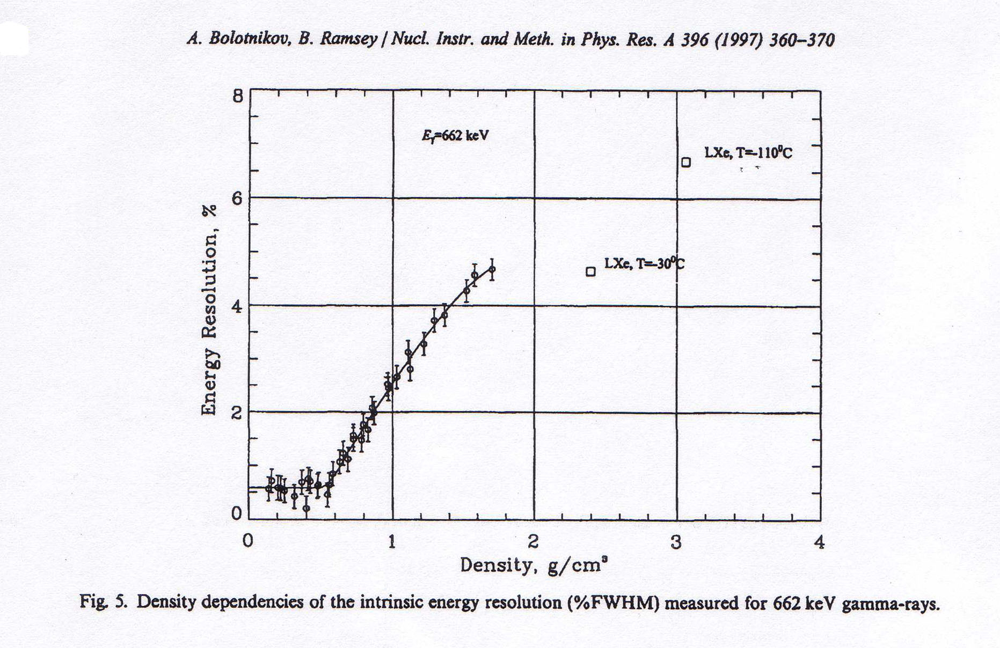 A. Bolotnikov, B. Ramsey / Nucl. Instr. and Meth. in Phys. Res. A 396 (1997) 360–370
8
6
4
2
0
Energy Resolution, %
Eγ=662 keV
LXe, T=-110⁰C
LXe, T=-30⁰C
0 1 2 3 4
Density, g/cm³
Fig. 5. Density dependencies of the intrinsic energy resolution (%FWHM) measured for 662 keV gamma-rays.